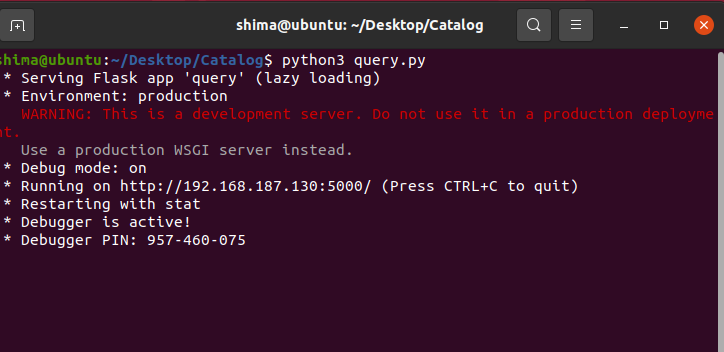 shima@ubuntu: ~/Desktop/Catalog
shima@ubuntu:~/Desktop/Catalog$ python3 query.py
* Serving Flask app 'query' (lazy loading)
* Environment: production
WARNING: This is a development server. Do not use it in a production deployme
nt.
Use a production WSGI server instead.
* Debug mode: on
* Running on http://192.168.187.130:5000/ (Press CTRL+C to quit)
* Restarting with stat
* Debugger is active!
* Debugger PIN: 957-460-075